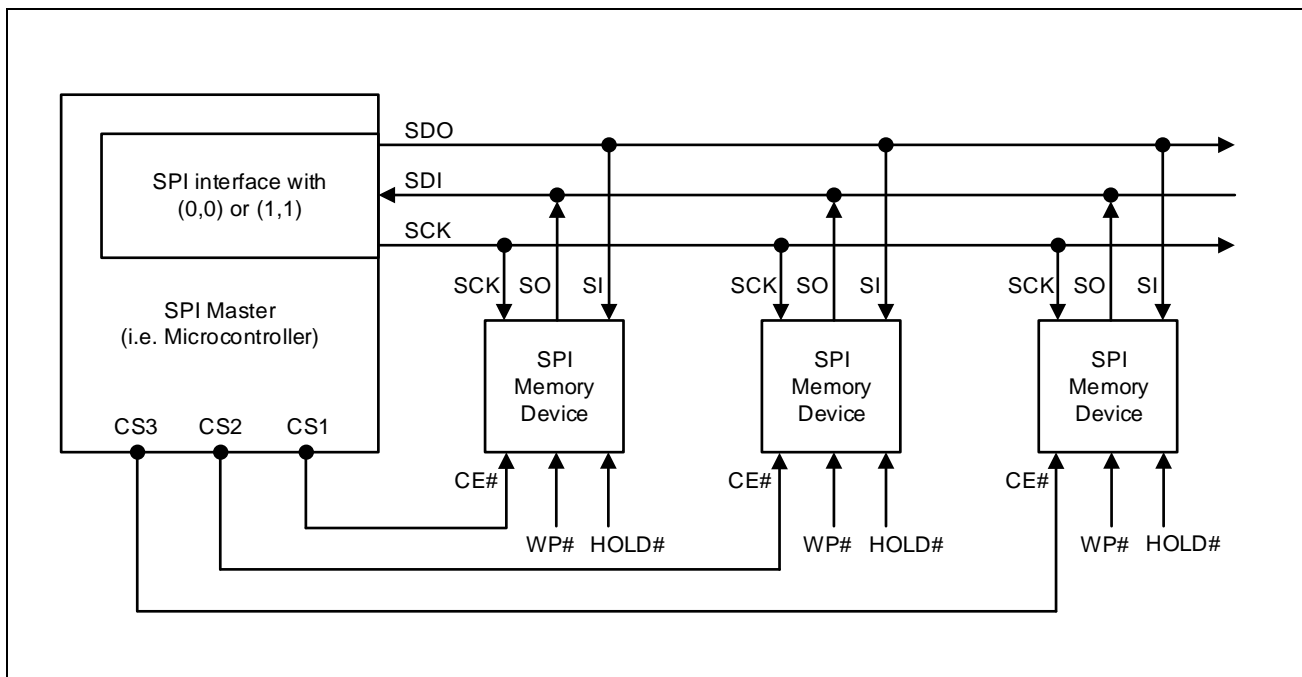 SDO
SDI
SCK
SPI interface with
(0,0) or (1,1)
SPI Master
(i.e. Microcontroller)
CS3 CS2 CS1
SCK SO SI
SCK SO SI
SCK SO SI
SPI
Memory
Device
SPI
Memory
Device
SPI
Memory
Device
CE#
WP# HOLD#
CE#
WP# HOLD#
CE#
WP# HOLD#